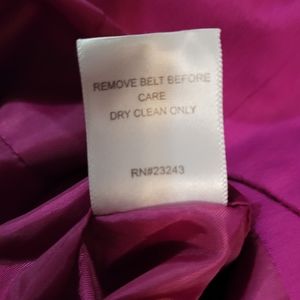 REMOVE BELT BEFORE
CARE
DRY CLEAN ONLY
RN#23243